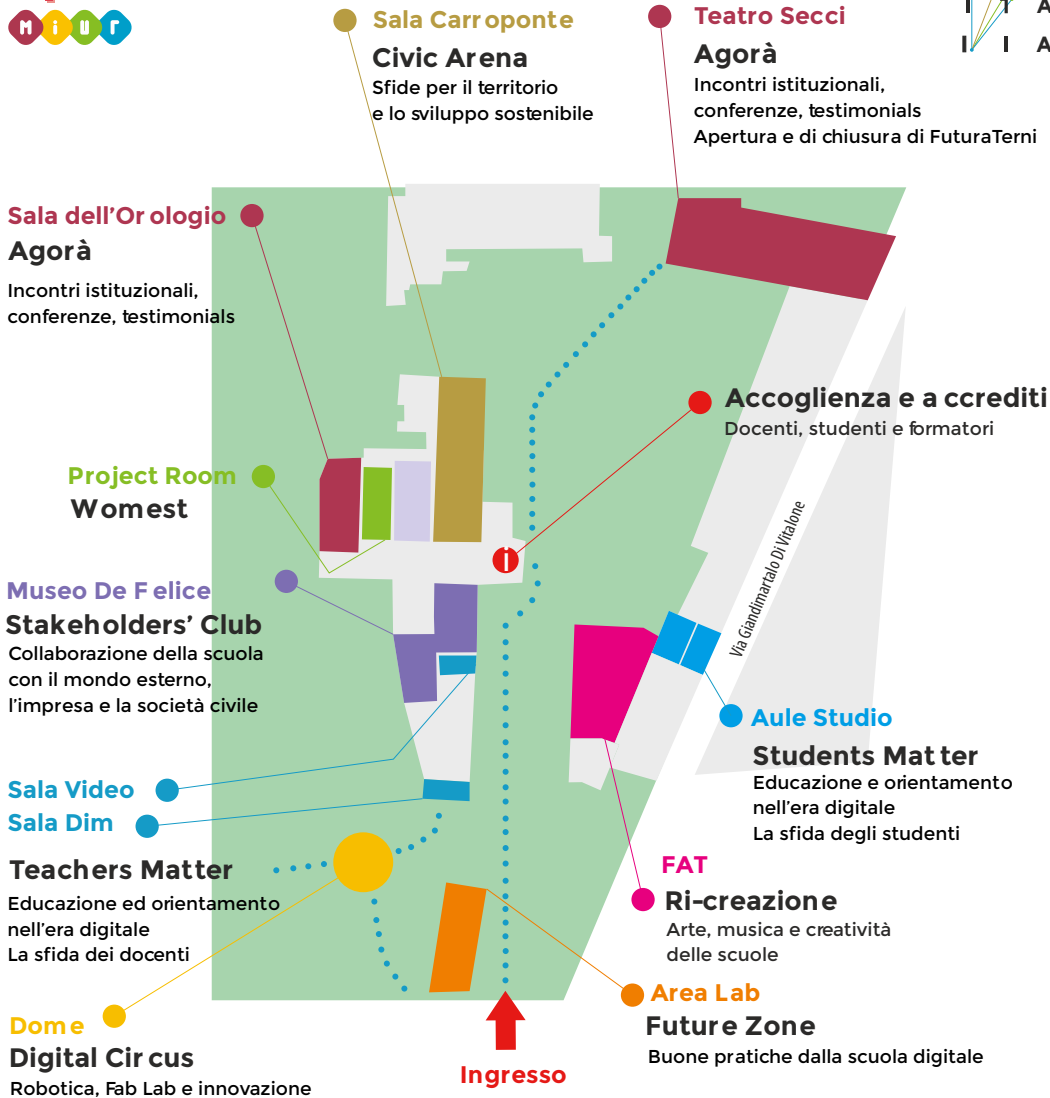 MiUr
Sala Carroponte
Civic Arena
Sfide per il territorio
e lo sviluppo sostenibile
Teatro Secci
Agorà
Incontri istituzionali,
conferenze, testimonials
Apertura e di chiusura di FuturaTerni
I T A
I I A
Sala dell'Orologio
Agorà
Incontri istituzionali,
conferenze, testimonials
Accoglienza e accrediti
Docenti, studenti e formatori
Project Room
Womest
i
Via Giandimartalo Di Vitalone
Museo De Felice
Stakeholders' Club
Collaborazione della scuola
con il mondo esterno,
l'impresa e la società civile
Aule Studio
Students Matter
Educazione e orientamento
nell'era digitale
La sfida degli studenti
Sala Video
Sala Dim
Teachers Matter
Educazione ed orientamento
nell'era digitale
La sfida dei docenti
FAT
Ri-creazione
Arte, musica e creatività
delle scuole
Area Lab
Future Zone
Buone pratiche dalla scuola digitale
Dome
Digital Circus
Robotica, Fab Lab e innovazione
Ingresso